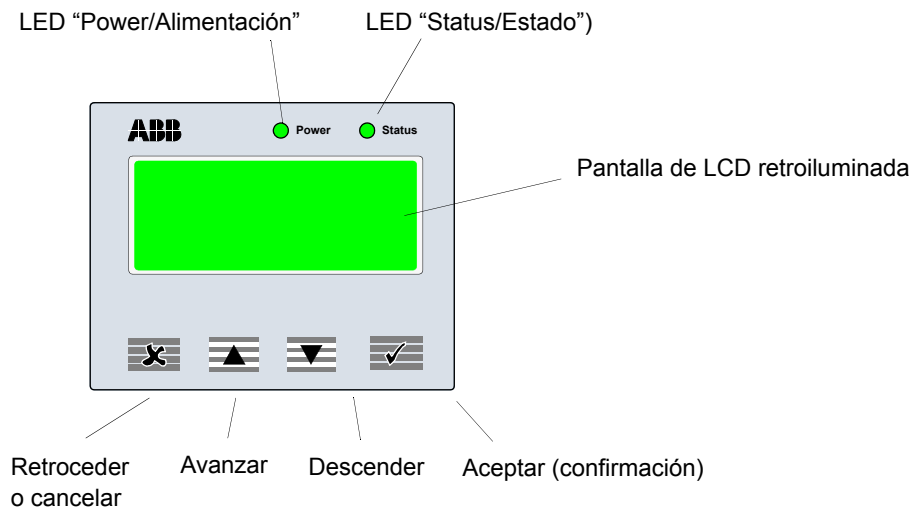 LED “Power/Alimentación”
LED “Status/Estado”)
ABB
Power
Status
Pantalla de LCD retroiluminada
Retroceder
o cancelar
Avanzar
Descender
Aceptar (confirmación)